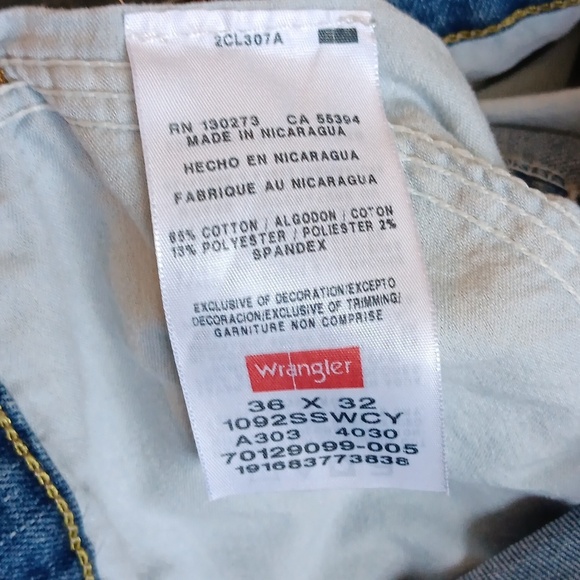 2CL307A
RN 130273 CA 55394
MADE IN NICARAGUA
HECHO EN NICARAGUA
FABRIQUE AU NICARAGUA
85% COTTON / ALGODON / COTON
13% POLYESTER / POLIESTER 2%
SPANDEX
EXCLUSIVE OF DECORATION/EXCEPTO
DECORACION/EXCLUSIVE OF TRIMMING/
GARNITURE NON COMPRISE
Wrangler
36 X 32
1092SSWCY
A303 4030
70129099-005
191683773838